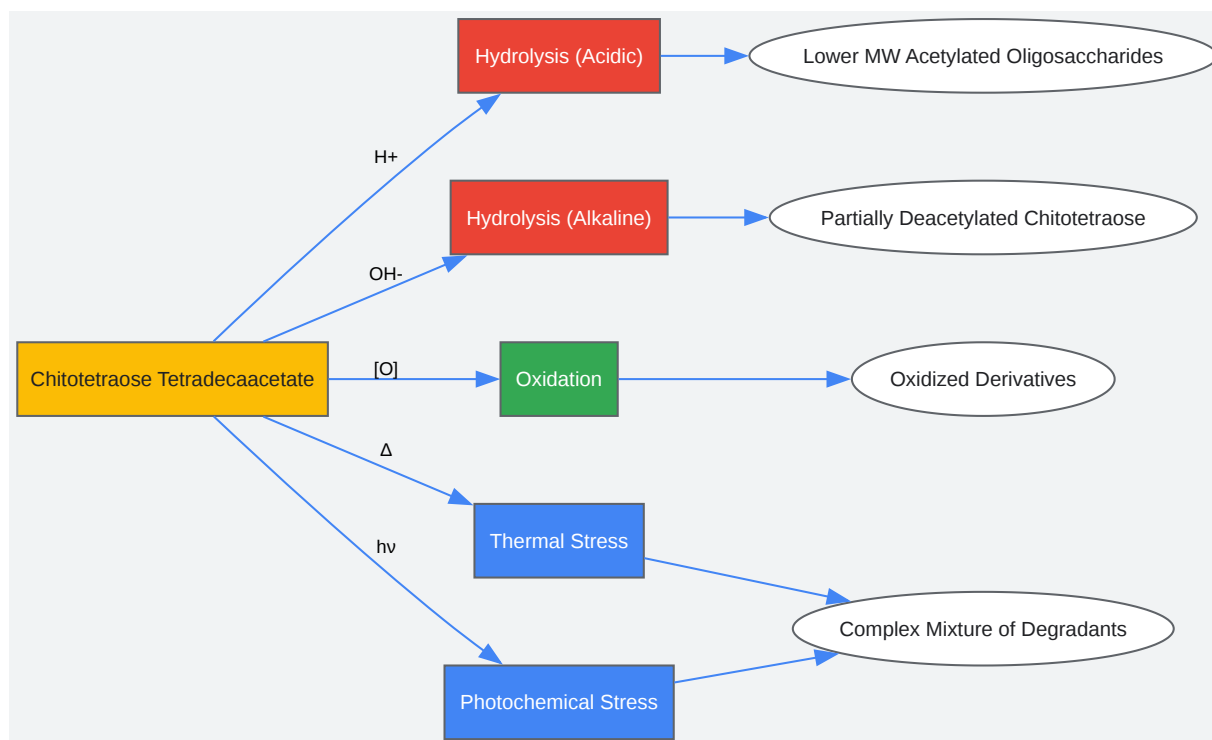 Hydrolysis (Acidic)
Lower MW Acetylated Oligosaccharides
H+
Hydrolysis (Alkaline)
Partially Deacetylated Chitotetraose
OH-
Chitotetraose Tetradecaacetate
[O]
Oxidation
Oxidized Derivatives
Δ
Thermal Stress
hν
Complex Mixture of Degradants
Photochemical Stress